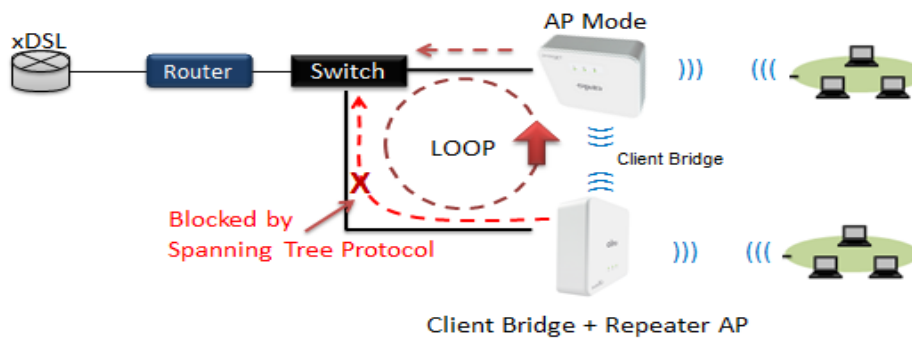 AP Mode
xDSL
Router
Switch
LOOP
Client Bridge
Blocked by
Spanning Tree Protocol
X
Client Bridge + Repeater AP